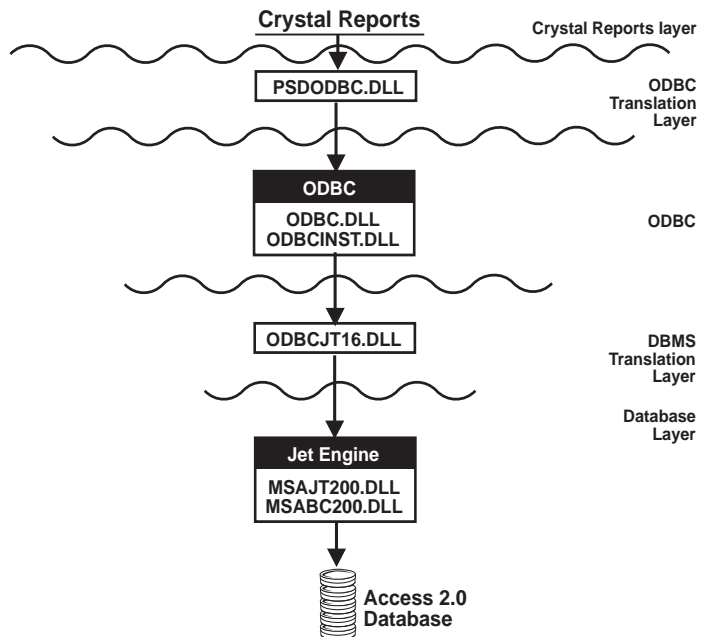 Crystal Reports
Crystal Reports layer
PSDODBC.DLL
ODBC
Translation
Layer
ODBC
ODBC.DLL
ODBCINST.DLL
ODBC
ODBCJT16.DLL
DBMS
Translation
Layer
Database
Layer
Jet Engine
MSAJT200.DLL
MSABC200.DLL
Access 2.0
Database